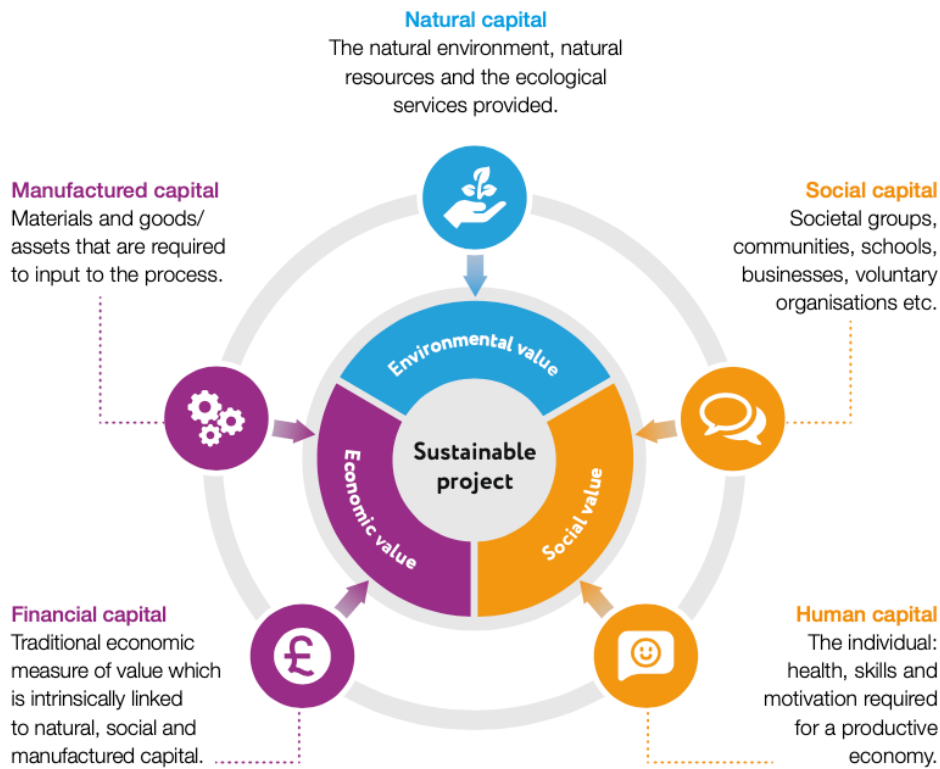 Natural capital
The natural environment, natural
resources and the ecological
services provided.
Manufactured capital
Materials and goods/
assets that are required
to input to the process.
Social capital
Societal groups,
communities, schools,
businesses, voluntary
organisations etc.
Environmental value
Economic value
Social value
Sustainable
project
Financial capital
Traditional economic
measure of value which
is intrinsically linked
to natural, social and
manufactured capital.
£
Human capital
The individual:
health, skills and
motivation required
for a productive
economy.